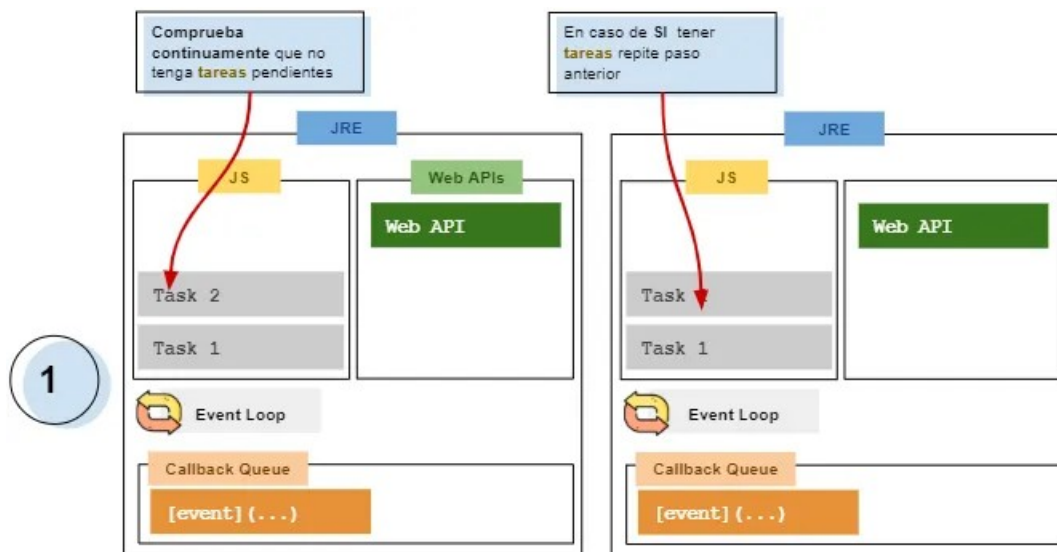 Comprueba
continuamente que no
tenga tareas pendientes
En caso de SI tener
tareas repite paso
anterior
JRE
JS
Web APIs
Web API
Task 2
Task 1
1
Event Loop
Callback Queue
[event](...)
JRE
JS
Web API
Task
Task 1
Event Loop
Callback Queue
[event](...)